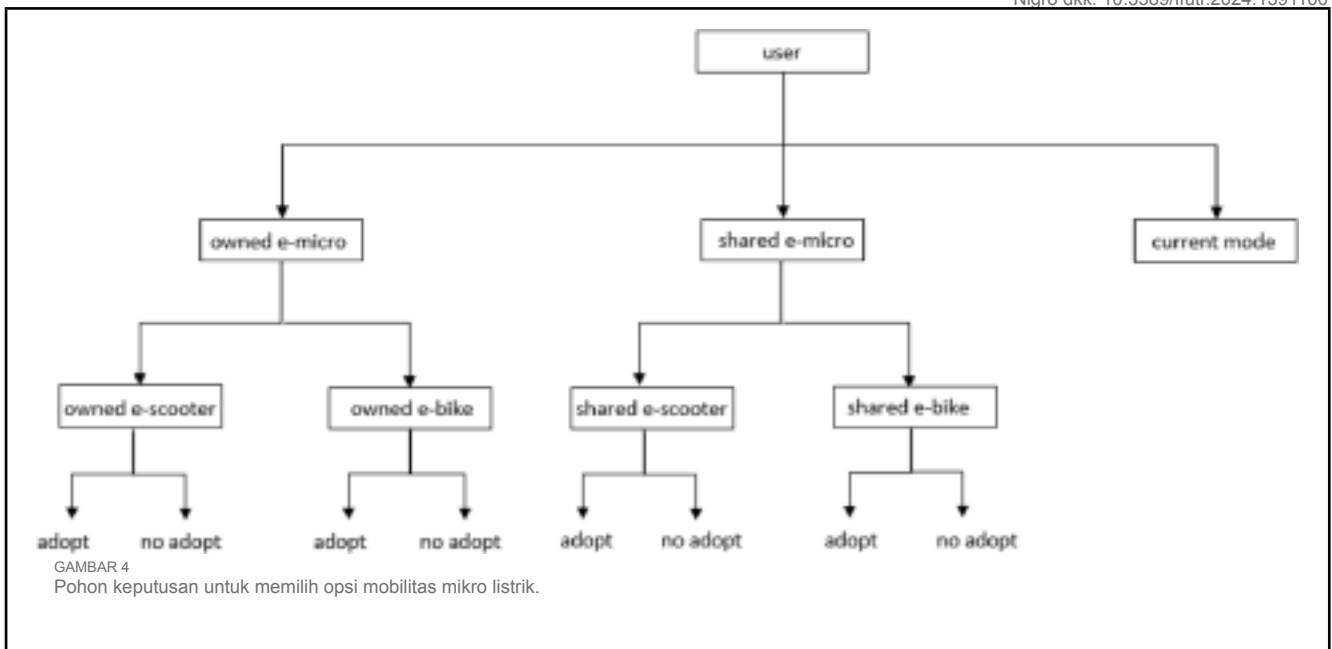 user
owned e-micro
shared e-micro
current mode
owned e-scooter
owned e-bike
shared e-scooter
shared e-bike
adopt
no adopt
adopt
no adopt
adopt
no adopt
adopt
no adopt
GAMBAR 4
Pohon keputusan untuk memilih opsi mobilitas mikro listrik.